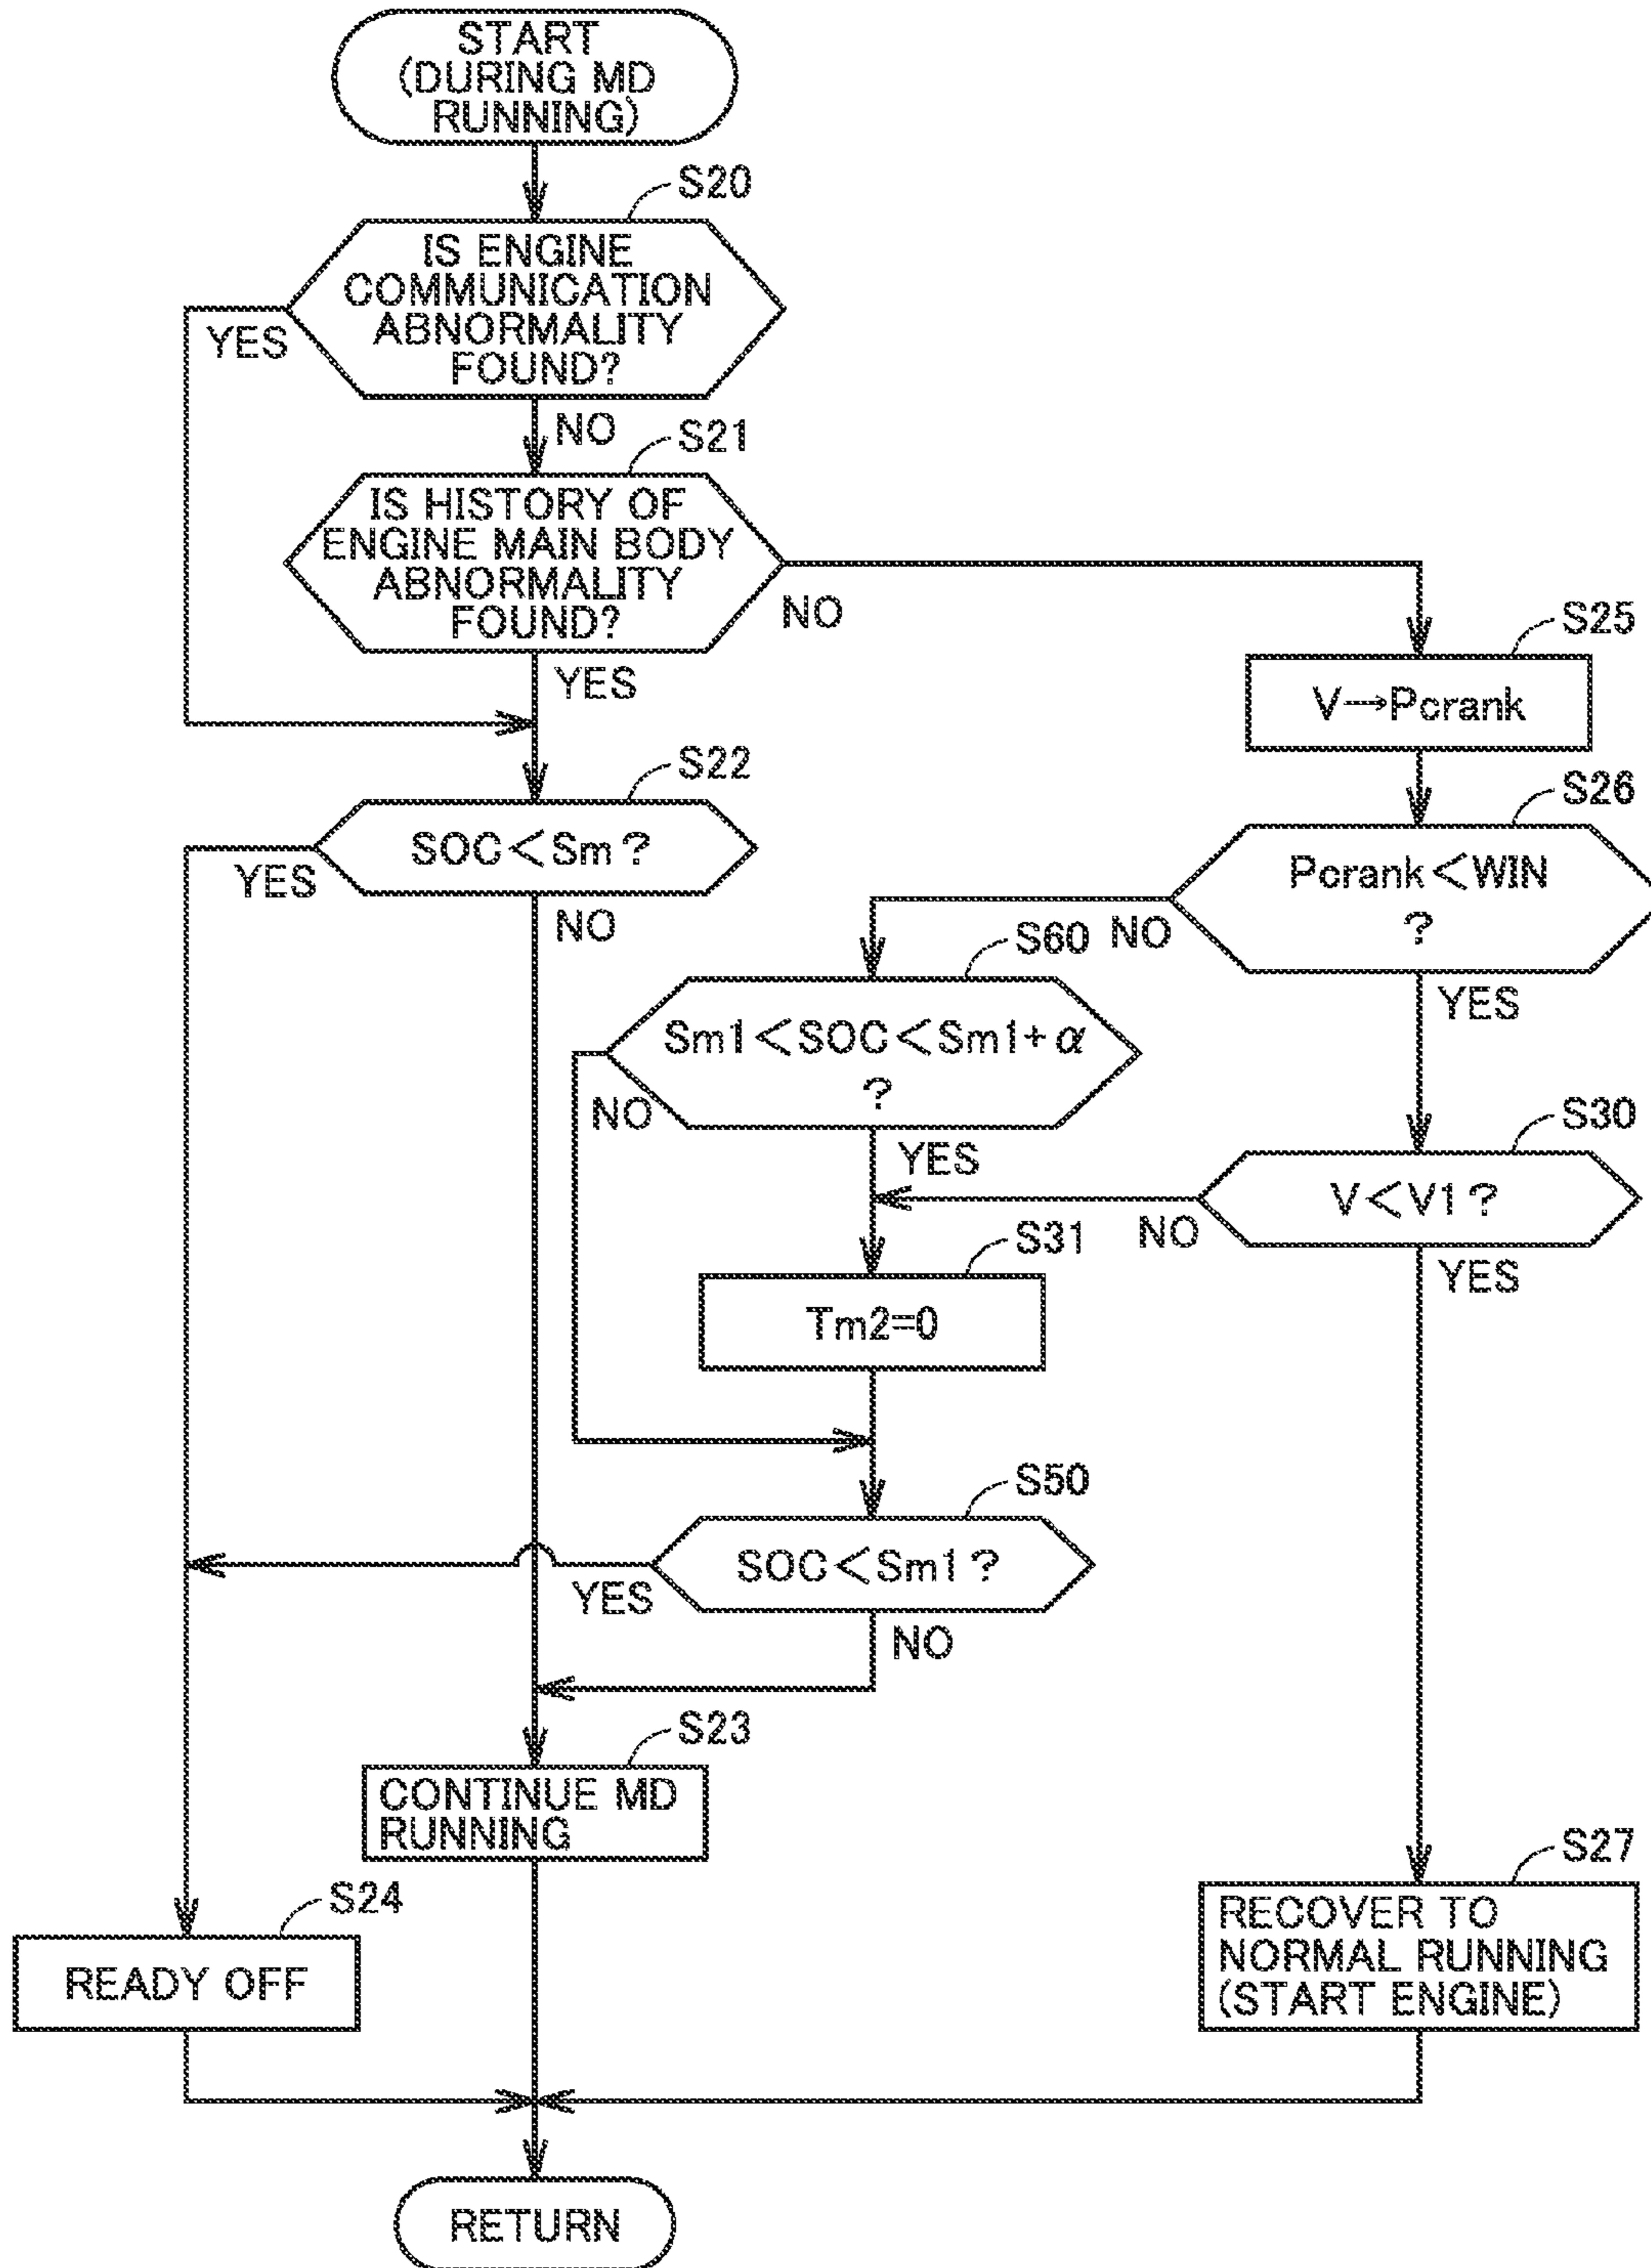 START
(DURING MD
RUNNING)
S20
IS ENGINE
COMMUNICATION
ABNORMALITY
FOUND?
YES
NO
S21
IS HISTORY OF
ENGINE MAIN BODY
ABNORMALITY
FOUND?
NO
YES
S25
V→Pcrank
S22
SOC<Sm?
YES
NO
S26
Pcrank<WIN
?
NO
YES
S60
Sm1<SOC<Sm1+α
?
NO
YES
S30
V<V1?
NO
YES
S31
Tm2=0
S50
SOC<Sm1?
YES
NO
S23
CONTINUE MD
RUNNING
S24
READY OFF
S27
RECOVER TO
NORMAL RUNNING
(START ENGINE)
RETURN